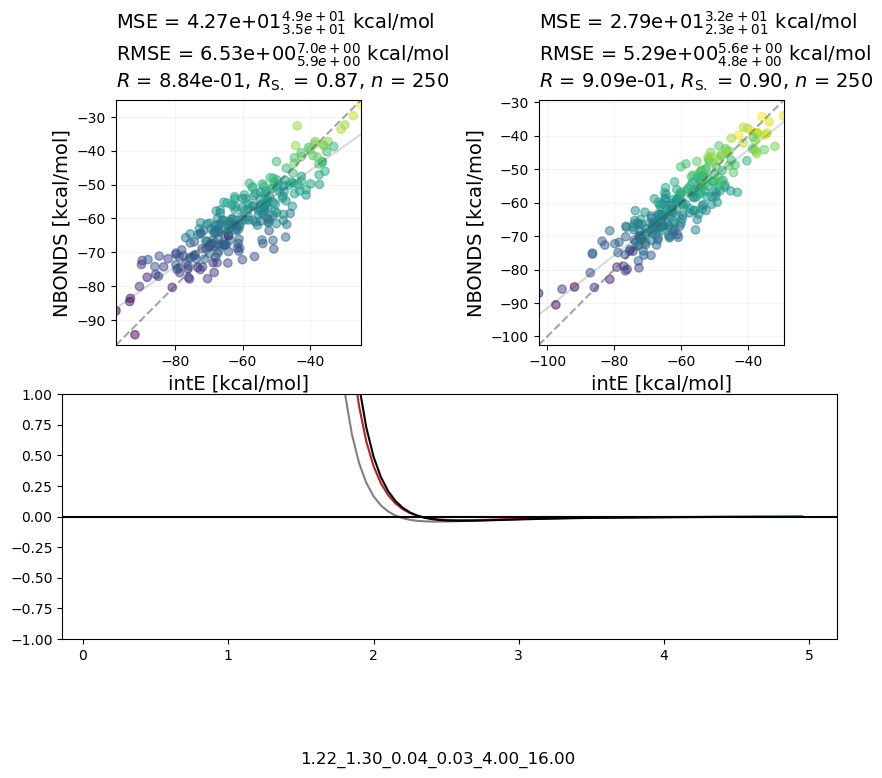 MSE = 4.27e+01 4.9e+01 3.5e+01 kcal/mol
RMSE = 6.53e+00 7.0e+00 5.9e+00 kcal/mol
R = 8.84e-01, R_S. = 0.87, n = 250
−30
−40
−50
−60
−70
−80
−90
NBONDS [kcal/mol]
−80 −60 −40
intE [kcal/mol]
MSE = 2.79e+01 3.2e+01 2.3e+01 kcal/mol
RMSE = 5.29e+00 5.6e+00 4.8e+00 kcal/mol
R = 9.09e-01, R_S. = 0.90, n = 250
−30
−40
−50
−60
−70
−80
−90
−100
NBONDS [kcal/mol]
−100 −80 −60 −40
intE [kcal/mol]
1.00
0.75
0.50
0.25
0.00
−0.25
−0.50
−0.75
−1.00
0 1 2 3 4 5
1.22_1.30_0.04_0.03_4.00_16.00